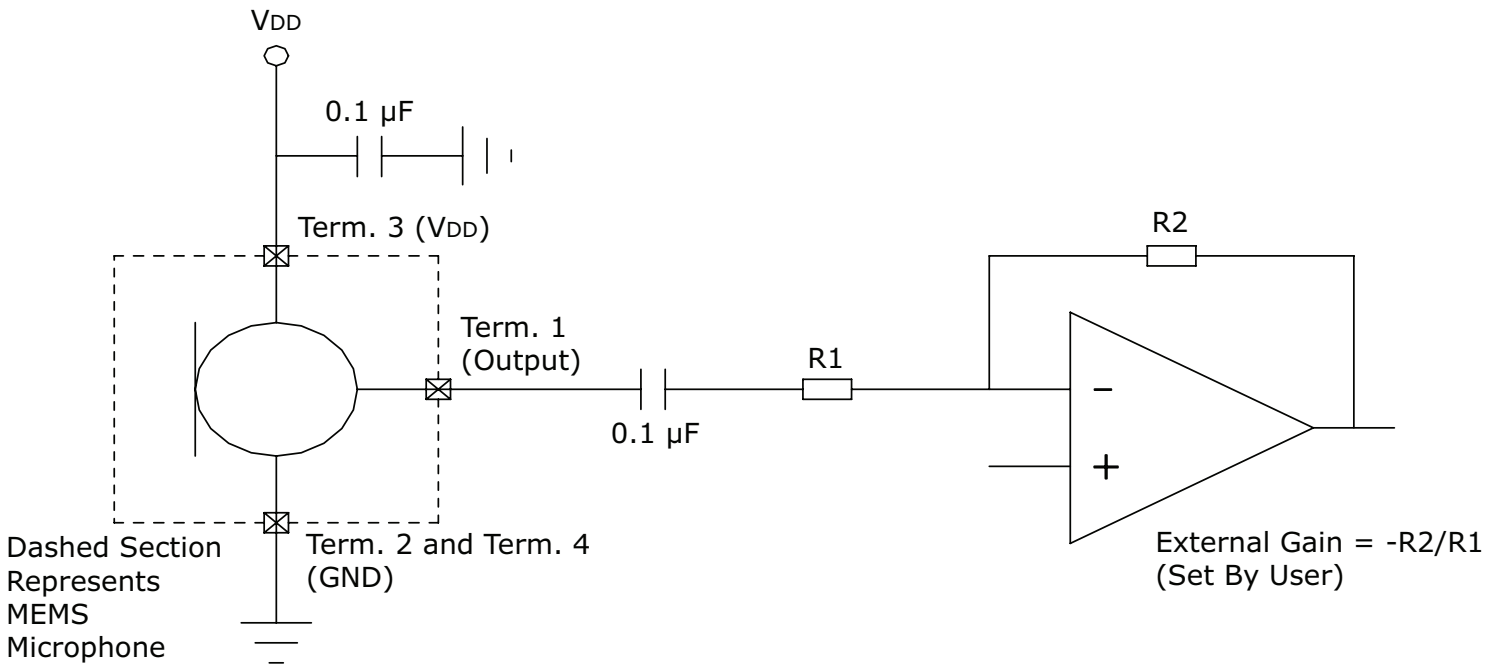 VDD
0.1 µF
Term. 3 (VDD)
R2
Term. 1
(Output)
R1
0.1 µF
−
+
Dashed Section
Represents
MEMS
Microphone
Term. 2 and Term. 4
(GND)
External Gain = -R2/R1
(Set By User)